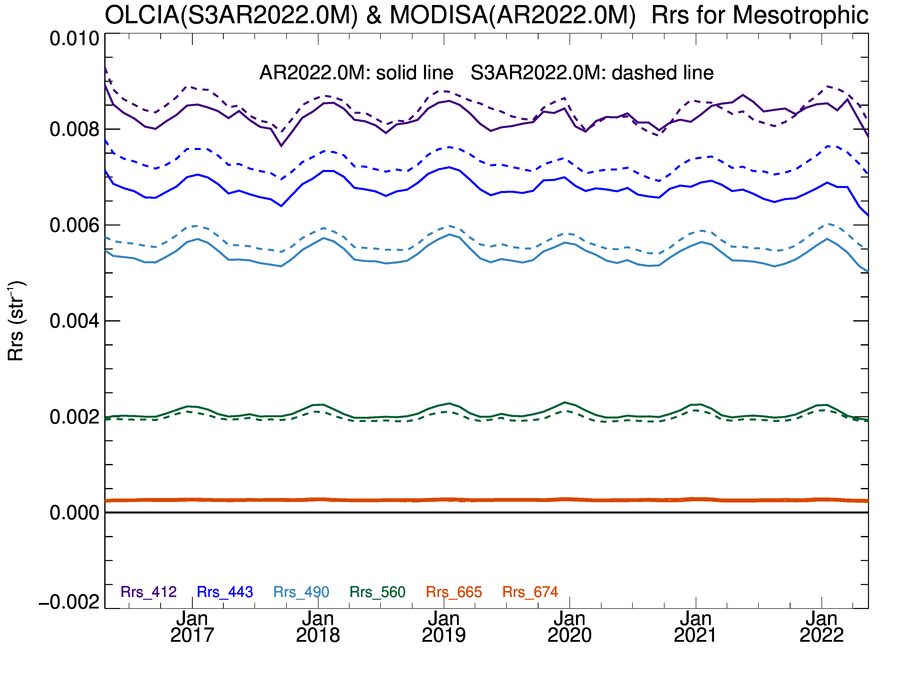 OLCIA(S3AR2022.0M) & MODISA(AR2022.0M)  Rrs for Mesotrophic
AR2022.0M: solid line   S3AR2022.0M: dashed line
Rrs (str⁻¹)
0.010
0.008
0.006
0.004
0.002
0.000
−0.002
Rrs_412 Rrs_443 Rrs_490 Rrs_560 Rrs_665 Rrs_674
Jan Jan Jan Jan Jan Jan
2017 2018 2019 2020 2021 2022